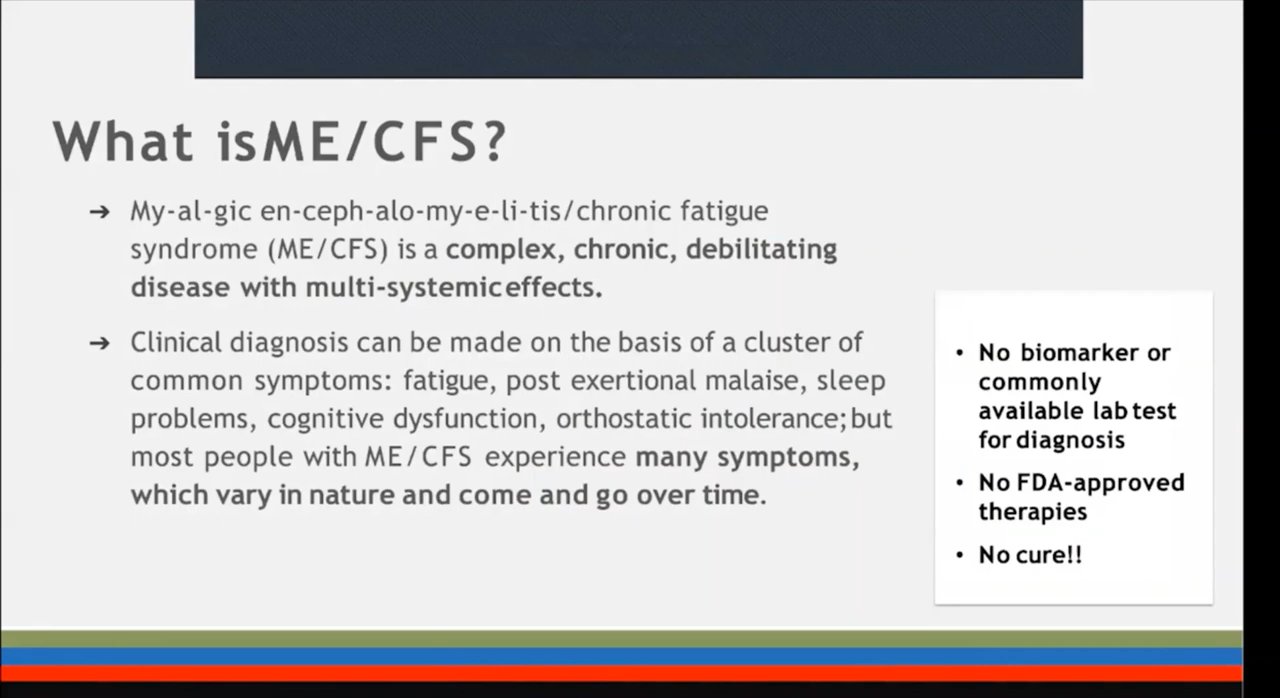 What isME/CFS?
➔ My-al-gic en-ceph-alo-my-e-li-tis/chronic fatigue
syndrome (ME/CFS) is a complex, chronic, debilitating
disease with multi-systemic effects.
➔ Clinical diagnosis can be made on the basis of a cluster of
common symptoms: fatigue, post exertional malaise, sleep
problems, cognitive dysfunction, orthostatic intolerance; but
most people with ME/CFS experience many symptoms,
which vary in nature and come and go over time.
• No biomarker or
commonly
available lab test
for diagnosis
• No FDA-approved
therapies
• No cure!!